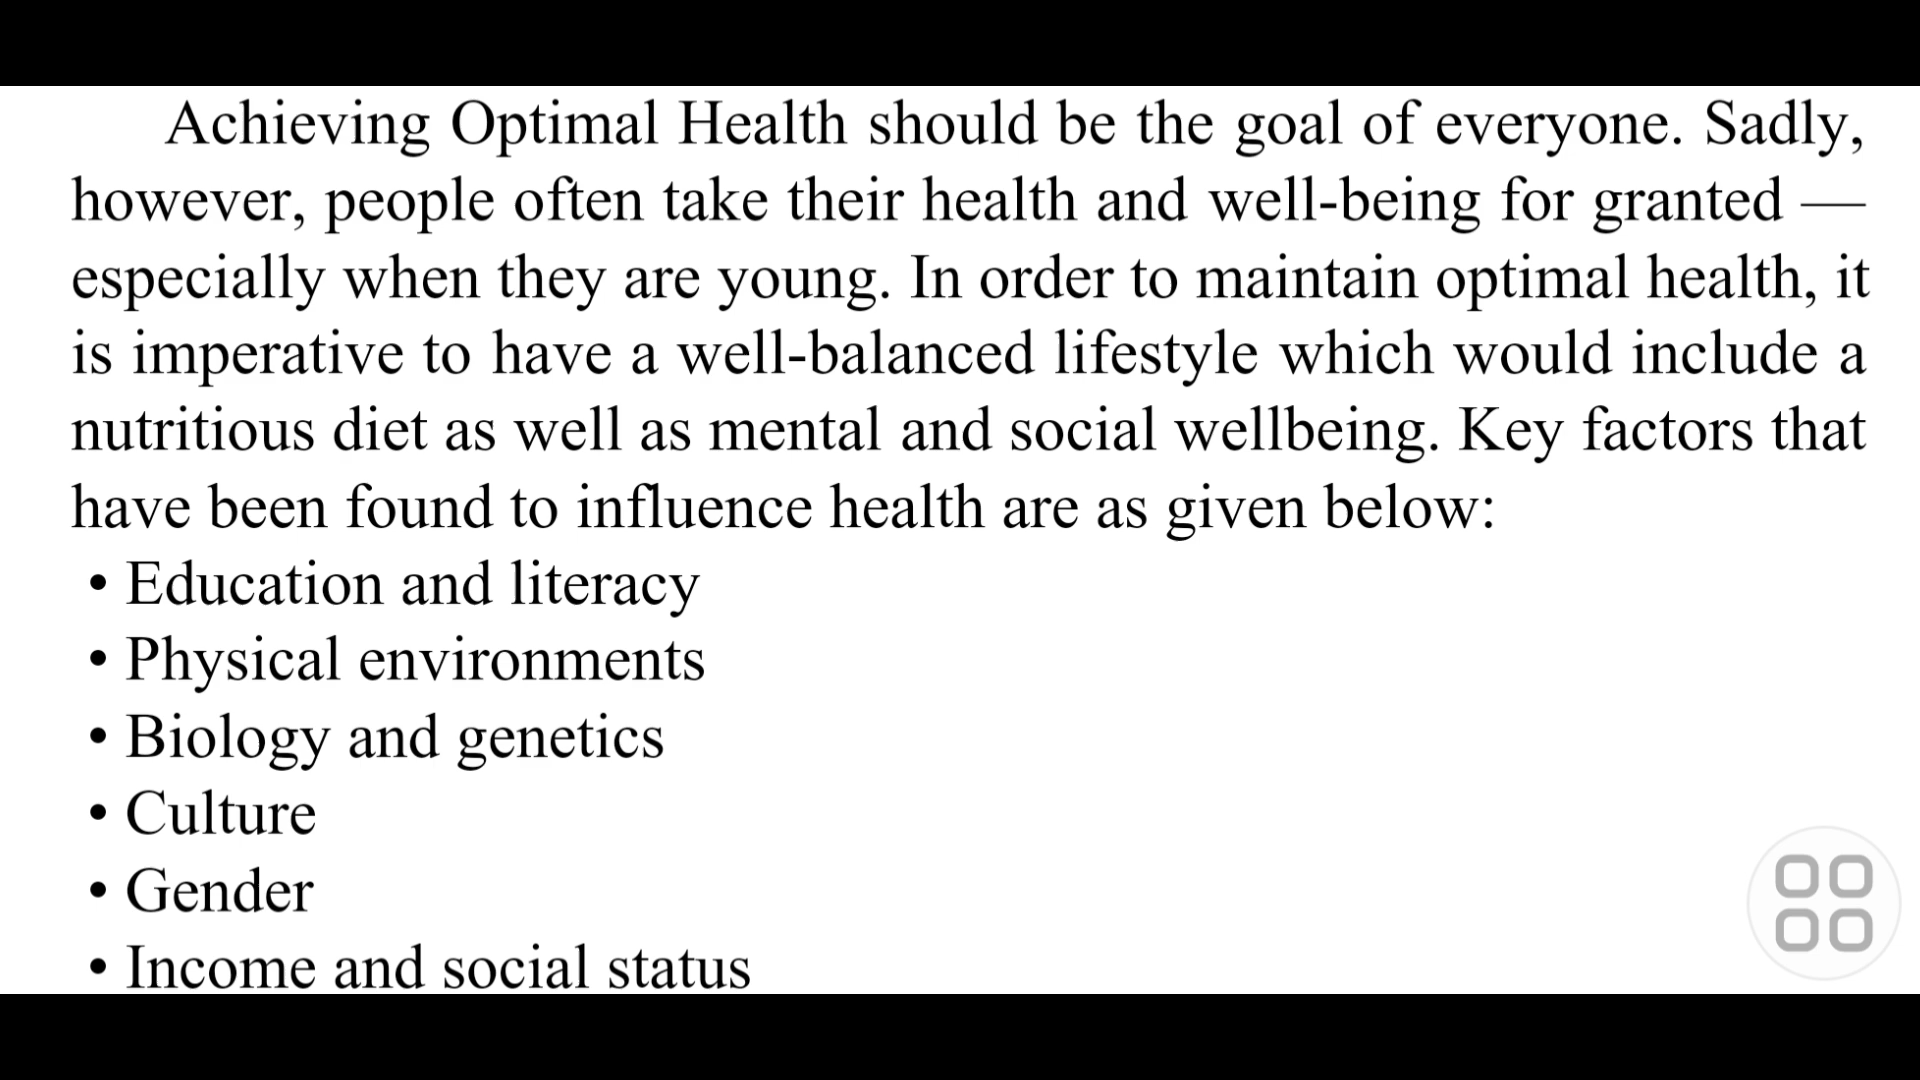 Achieving Optimal Health should be the goal of everyone. Sadly,
however, people often take their health and well-being for granted —
especially when they are young. In order to maintain optimal health, it
is imperative to have a well-balanced lifestyle which would include a
nutritious diet as well as mental and social wellbeing. Key factors that
have been found to influence health are as given below:
• Education and literacy
• Physical environments
• Biology and genetics
• Culture
• Gender
• Income and social status